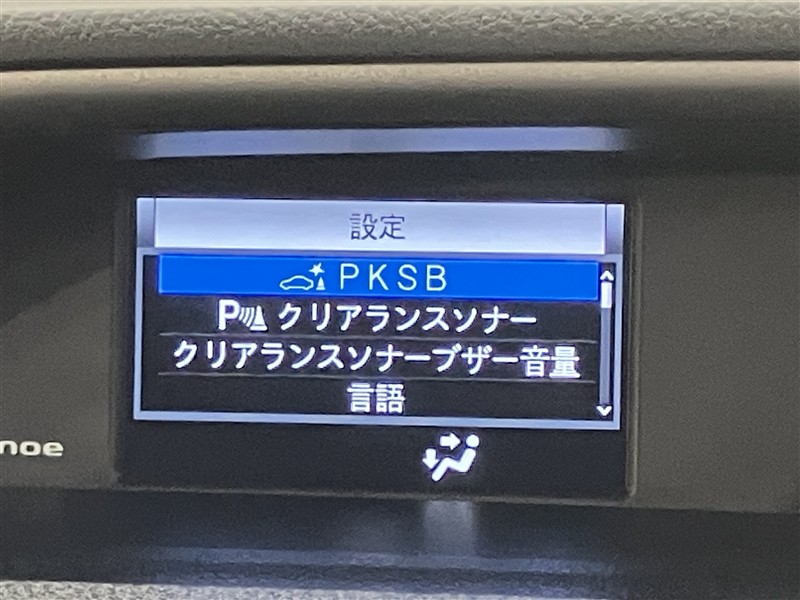 設定
PKSB
P クリアランスソナー
クリアランスソナーブザー音量
言語
noe